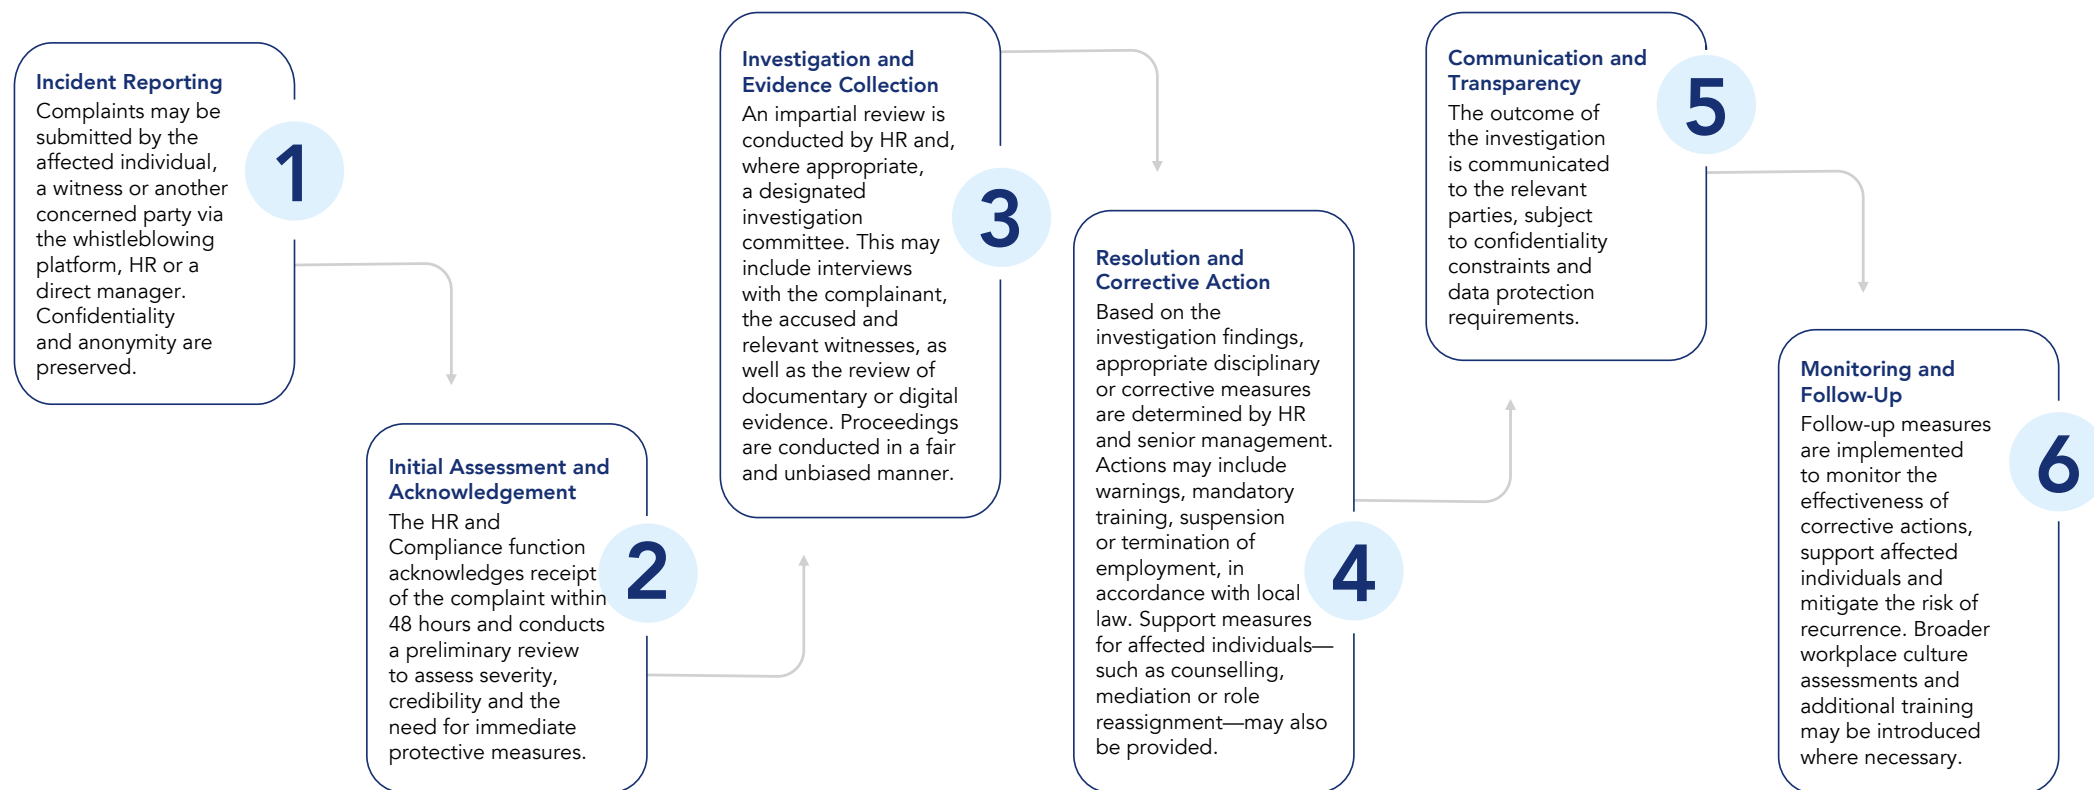 Incident Reporting
Complaints may be
submitted by the
affected individual,
a witness or another
concerned party via
the whistleblowing
platform, HR or a
direct manager.
Confidentiality
and anonymity are
preserved.
1
Initial Assessment and
Acknowledgement
The HR and
Compliance function
acknowledges receipt
of the complaint within
48 hours and conducts
a preliminary review
to assess severity,
credibility and the
need for immediate
protective measures.
2
Investigation and
Evidence Collection
An impartial review is
conducted by HR and,
where appropriate,
a designated
investigation
committee. This may
include interviews
with the complainant,
the accused and
relevant witnesses, as
well as the review of
documentary or digital
evidence. Proceedings
are conducted in a fair
and unbiased manner.
3
Resolution and
Corrective Action
Based on the
investigation findings,
appropriate disciplinary
or corrective measures
are determined by HR
and senior management.
Actions may include
warnings, mandatory
training, suspension
or termination of
employment, in
accordance with local
law. Support measures
for affected individuals—
such as counselling,
mediation or role
reassignment—may also
be provided.
4
Communication and
Transparency
The outcome of
the investigation
is communicated
to the relevant
parties, subject
to confidentiality
constraints and
data protection
requirements.
5
Monitoring and
Follow-Up
Follow-up measures
are implemented
to monitor the
effectiveness of
corrective actions,
support affected
individuals and
mitigate the risk of
recurrence. Broader
workplace culture
assessments and
additional training
may be introduced
where necessary.
6